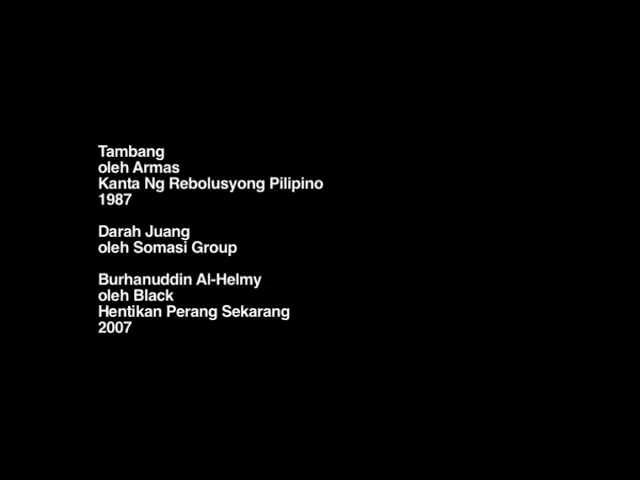 Tambang
oleh Armas
Kanta Ng Rebolusyong Pilipino
1987
Darah Juang
oleh Somasi Group
Burhanuddin Al-Helmy
oleh Black
Hentikan Perang Sekarang
2007